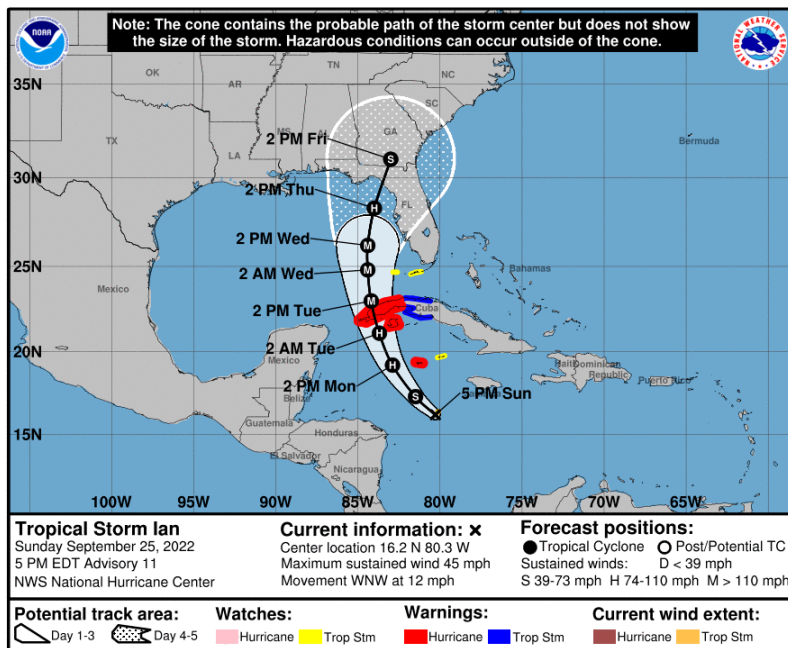 Note: The cone contains the probable path of the storm center but does not show
the size of the storm. Hazardous conditions can occur outside of the cone.
NOAA
NATIONAL WEATHER SERVICE
TN
NC
OK
AR
SC
35N
MS
GA
2 PM Fri
TX
LA
Bermuda
30N
2 PM Thu
FL
2 PM Wed
25N
2 AM Wed
Bahamas
Mexico
2 PM Tue
Cuba
2 AM Tue
20N
Mexico
Haiti
Dominican
Republic
Puerto Rico
2 PM Mon
5 PM Sun
Belize
Guatemala
15N
Honduras
El Salvador
Nicaragua
100W 95W 90W 85W 80W 75W 70W 65W
Tropical Storm Ian
Sunday September 25, 2022
5 PM EDT Advisory 11
NWS National Hurricane Center
Current information: x
Center location 16.2 N 80.3 W
Maximum sustained wind 45 mph
Movement WNW at 12 mph
Forecast positions:
Tropical Cyclone Post/Potential TC
Sustained winds: D < 39 mph
S 39-73 mph H 74-110 mph M > 110 mph
Potential track area:
Day 1-3 Day 4-5
Watches:
Hurricane Trop Stm
Warnings:
Hurricane Trop Stm
Current wind extent:
Hurricane Trop Stm
S
H
M
M
M
H
H
S